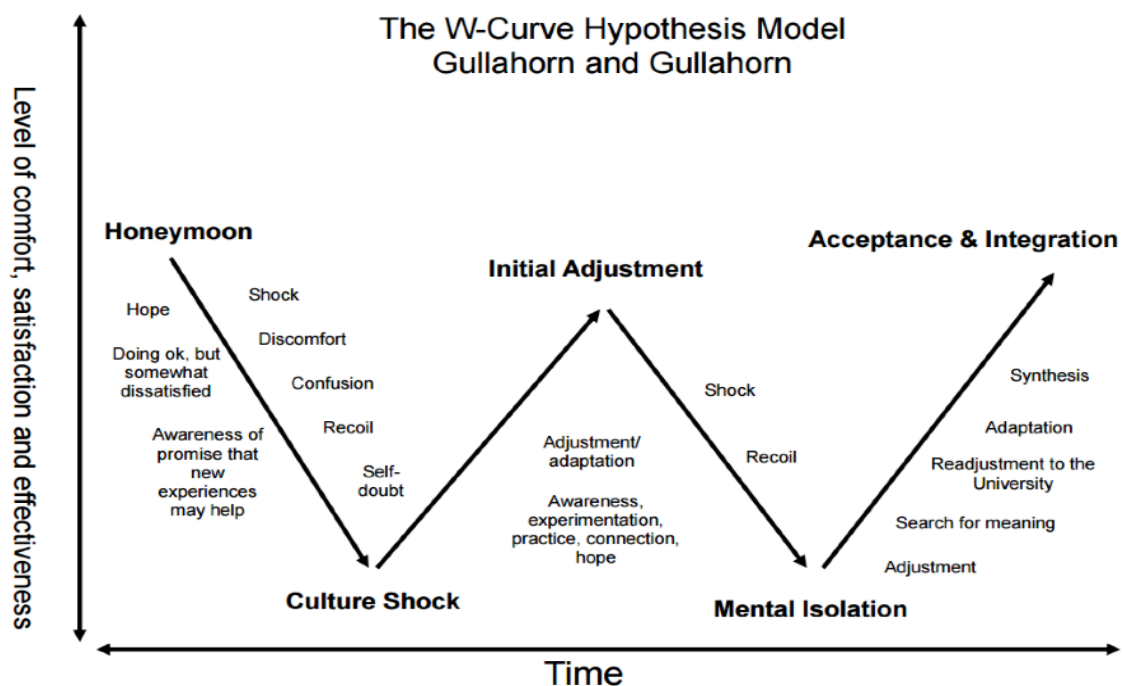 The W-Curve Hypothesis Model
Gullahorn and Gullahorn
Level of comfort, satisfaction and effectiveness
Honeymoon
Hope
Doing ok, but
somewhat
dissatisfied
Awareness of
promise that
new
experiences
may help
Shock
Discomfort
Confusion
Recoil
Self-
doubt
Culture Shock
Initial Adjustment
Adjustment/
adaptation
Awareness,
experimentation,
practice, connection,
hope
Shock
Recoil
Mental Isolation
Acceptance & Integration
Synthesis
Adaptation
Readjustment to the
University
Search for meaning
Adjustment
Time